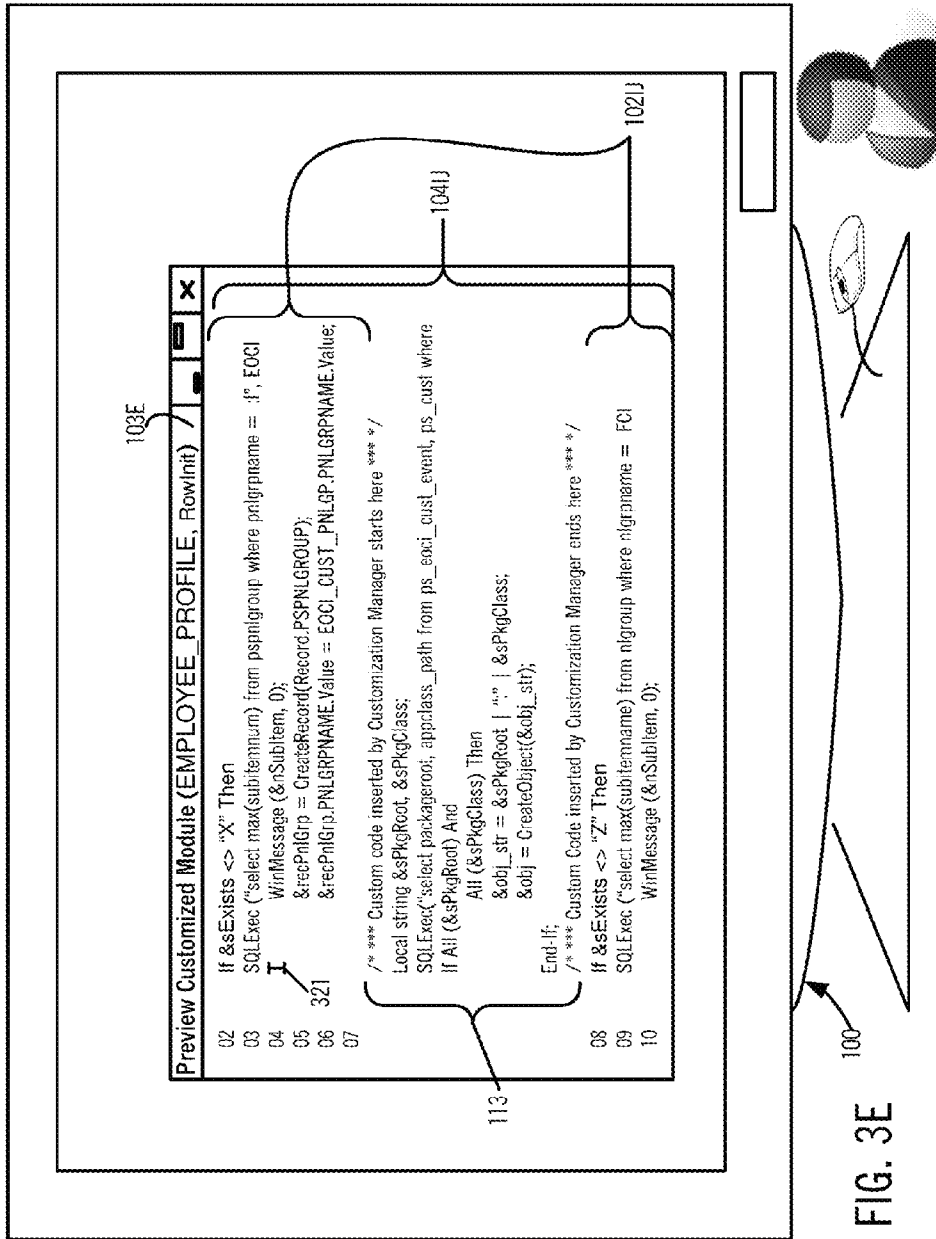 103E
Preview Customized Module (EMPLOYEE_PROFILE, RowInit)
02 If &sExists <> "X" Then
03 SQLExec ("select max(subitemnum) from pspnlgroup where pnlgrpname = :I", EOCI
04 WinMessage (&nSubItem, 0);
05 &recPnlGrp = CreateRecord(Record.PSPNLGROUP);
06 &recPnlGrp.PNLGRPNAME.Value = EOCI_CUST_PNLGP.PNLGRPNAME.Value;
07
321
/* *** Custom code inserted by Customization Manager starts here *** */
Local string &sPkgRoot, &sPkgClass;
SQLExec("select packageroot, appclass_path from ps_eoci_cust_event, ps_cust where
If All (&sPkgRoot) And
All (&sPkgClass) Then
&obj_str = &sPkgRoot | ":" | &sPkgClass;
&obj = CreateObject(&obj_str);
End-If;
/* *** Custom Code inserted by Customization Manager ends here *** */
08 If &sExists <> "Z" Then
09 SQLExec ("select max(subitemname) from nlgroup where nlgrpname = FCI
10 WinMessage (&nSubItem, 0);
113
104IJ
102IJ
100
FIG. 3E